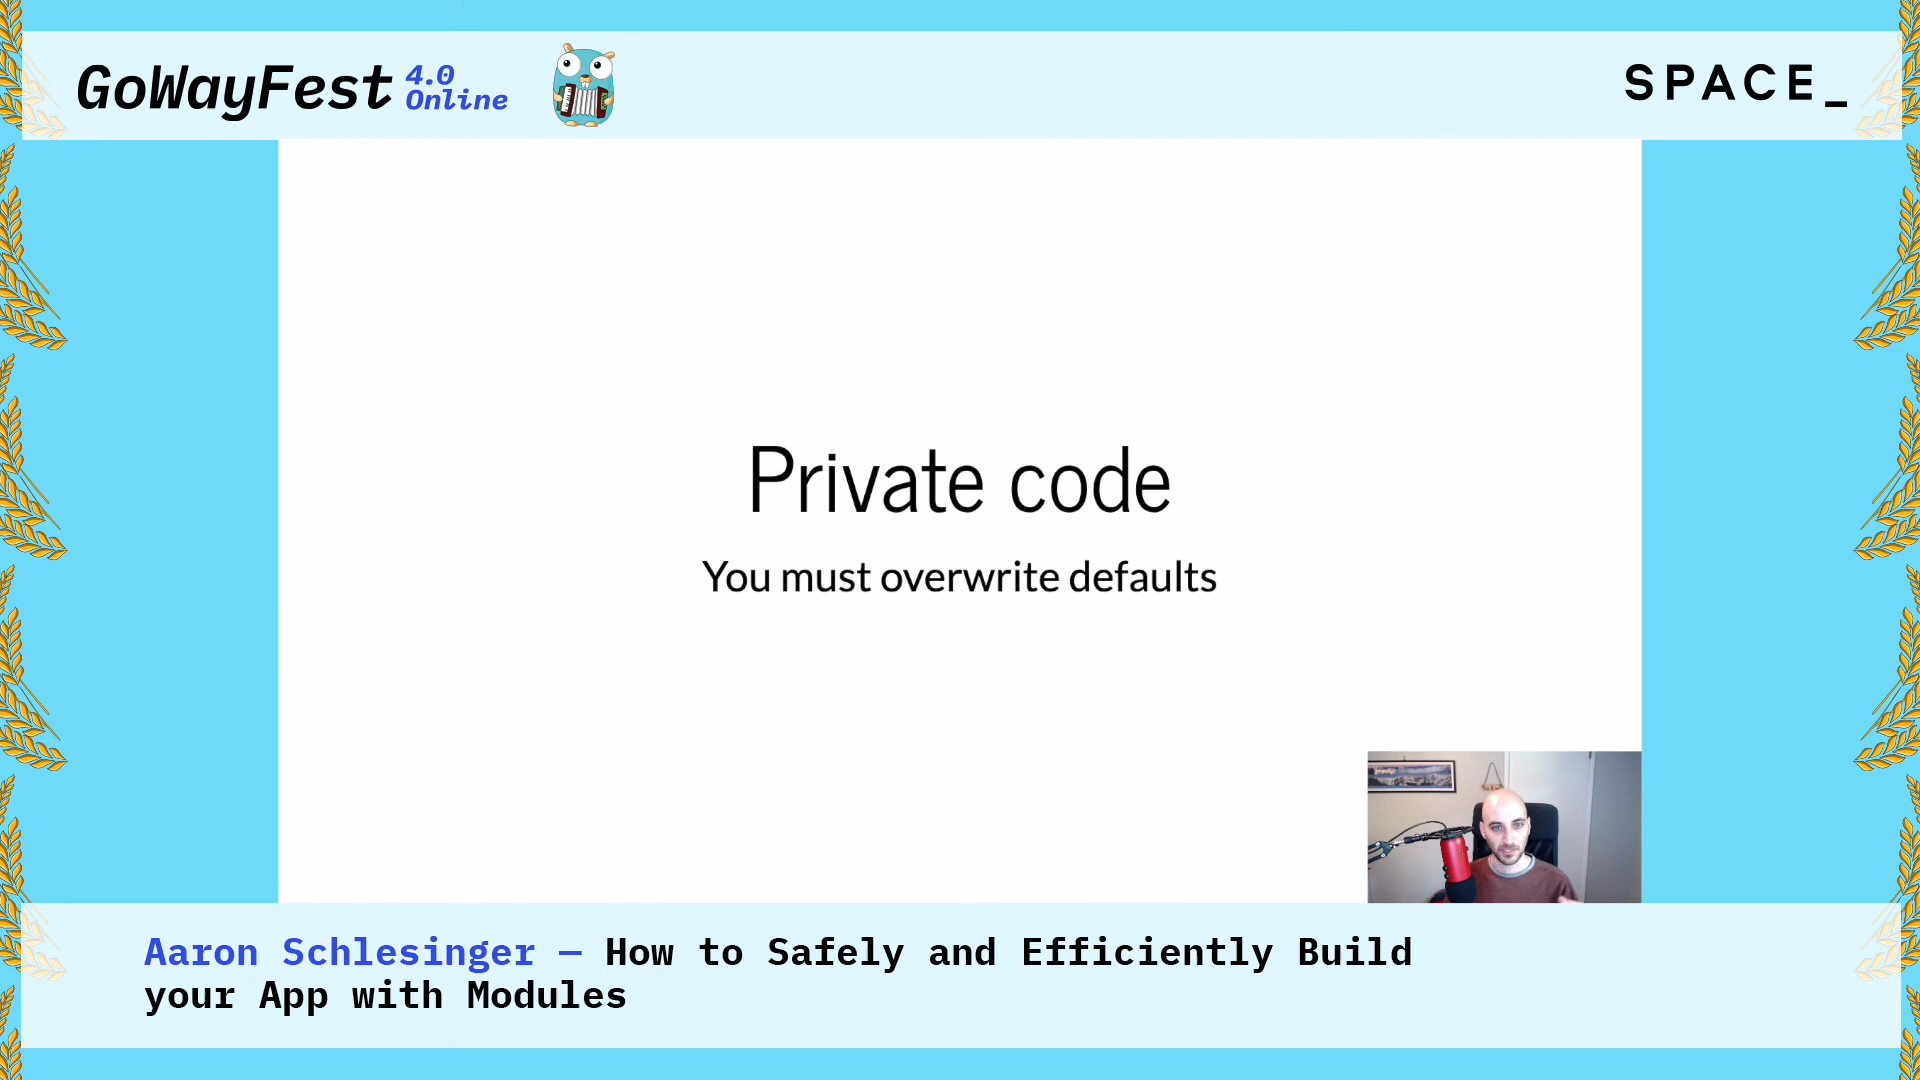 GoWayFest 4.0
Online
SPACE_
Private code
You must overwrite defaults
Aaron Schlesinger — How to Safely and Efficiently Build
your App with Modules